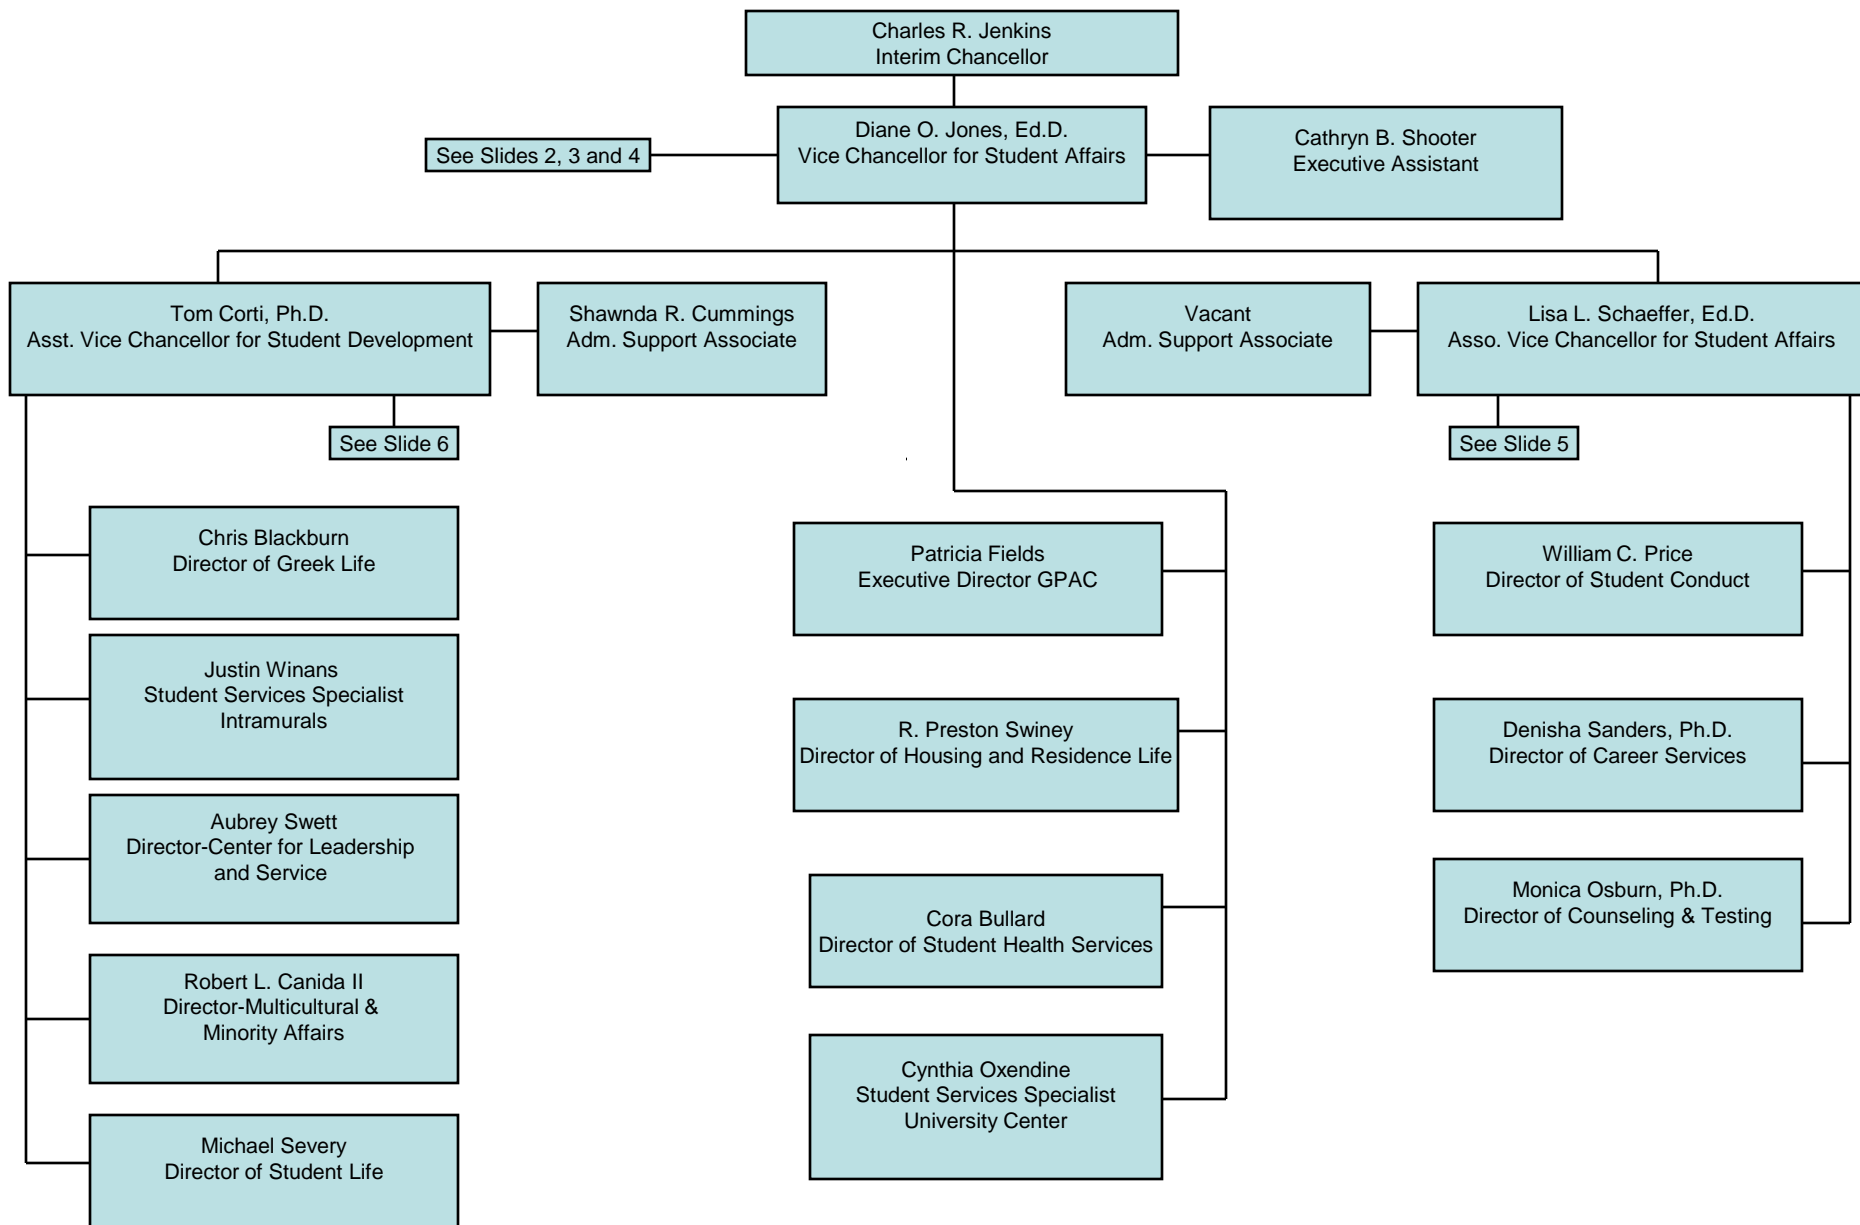 Charles R. Jenkins
Interim Chancellor
Diane O. Jones, Ed.D.
Vice Chancellor for Student Affairs
See Slides 2, 3 and 4
Cathryn B. Shooter
Executive Assistant
Tom Corti, Ph.D.
Asst. Vice Chancellor for Student Development
Shawnda R. Cummings
Adm. Support Associate
Vacant
Adm. Support Associate
Lisa L. Schaeffer, Ed.D.
Asso. Vice Chancellor for Student Affairs
See Slide 6
See Slide 5
Chris Blackburn
Director of Greek Life
Justin Winans
Student Services Specialist
Intramurals
Aubrey Swett
Director-Center for Leadership
and Service
Robert L. Canida II
Director-Multicultural &
Minority Affairs
Michael Severy
Director of Student Life
Patricia Fields
Executive Director GPAC
R. Preston Swiney
Director of Housing and Residence Life
Cora Bullard
Director of Student Health Services
Cynthia Oxendine
Student Services Specialist
University Center
William C. Price
Director of Student Conduct
Denisha Sanders, Ph.D.
Director of Career Services
Monica Osburn, Ph.D.
Director of Counseling & Testing